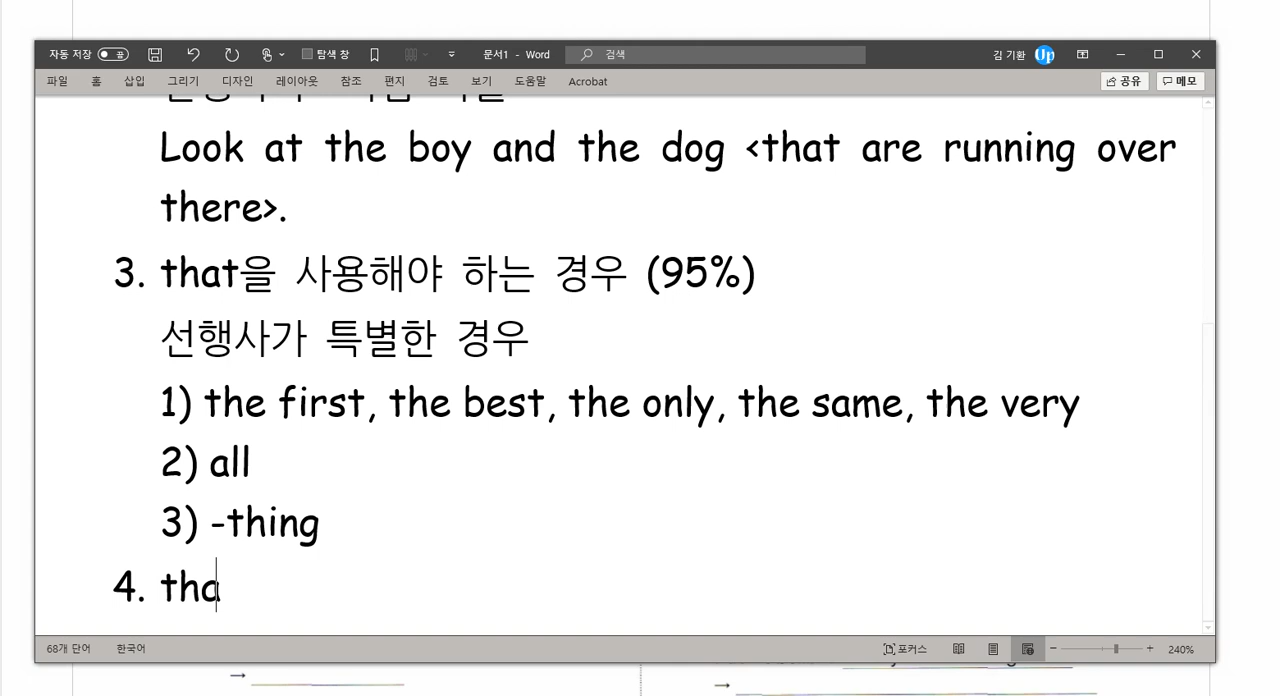 자동 저장 끔 탐색 창 문서1 - Word 검색 김 기환
파일 홈 삽입 그리기 디자인 레이아웃 참조 편지 검토 보기 도움말 Acrobat 공유 메모
Look at the boy and the dog <that are running over
there>.
3. that을 사용해야 하는 경우 (95%)
선행사가 특별한 경우
1) the first, the best, the only, the same, the very
2) all
3) -thing
4. tha
68개 단어 한국어 포커스 240%